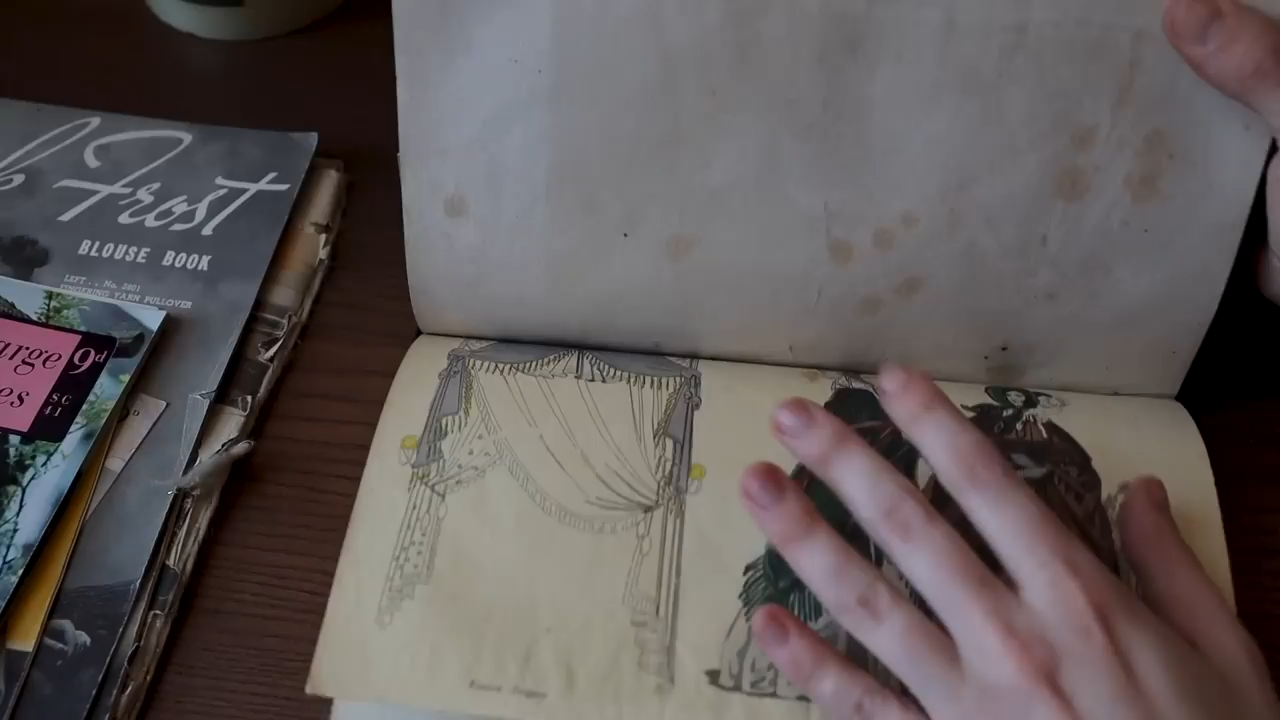 b Frost
BLOUSE BOOK
LEFT . . No. 2801
FINGERING YARN PULLOVER
arge 9d
es SC
41